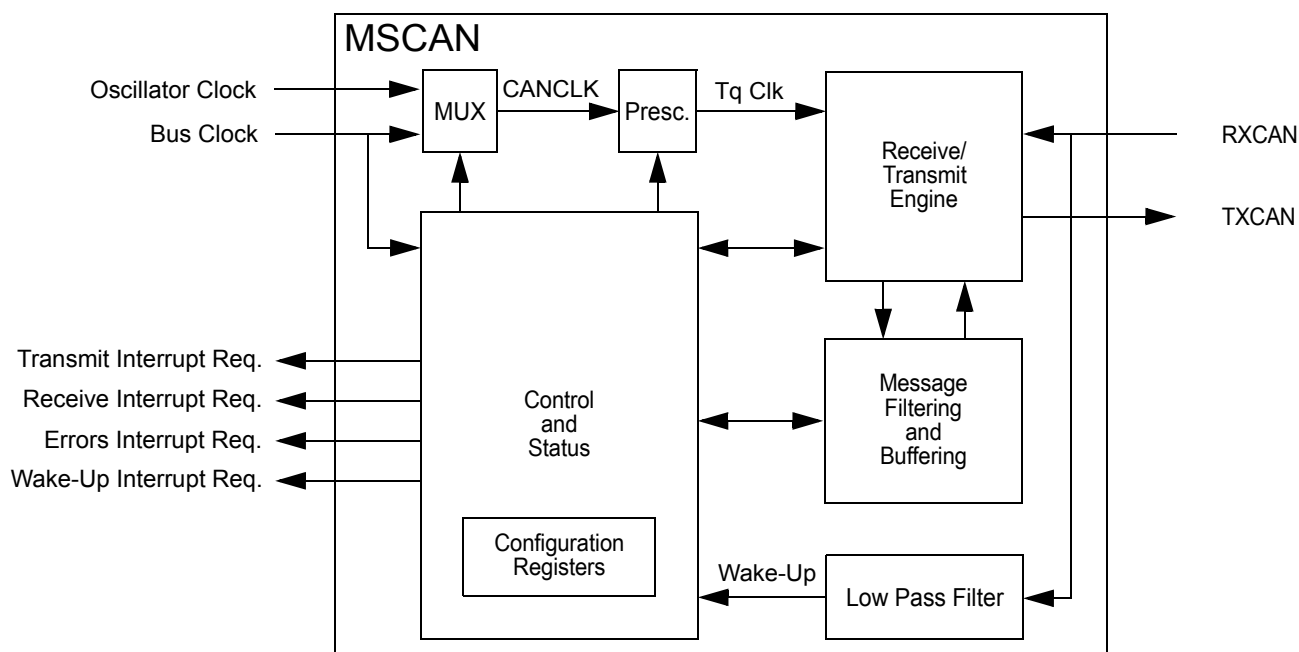 MSCAN
Oscillator Clock
Bus Clock
MUX
CANCLK
Presc.
Tq Clk
Receive/
Transmit
Engine
RXCAN
TXCAN
Transmit Interrupt Req.
Receive Interrupt Req.
Errors Interrupt Req.
Wake-Up Interrupt Req.
Control
and
Status
Message
Filtering
and
Buffering
Configuration
Registers
Wake-Up
Low Pass Filter